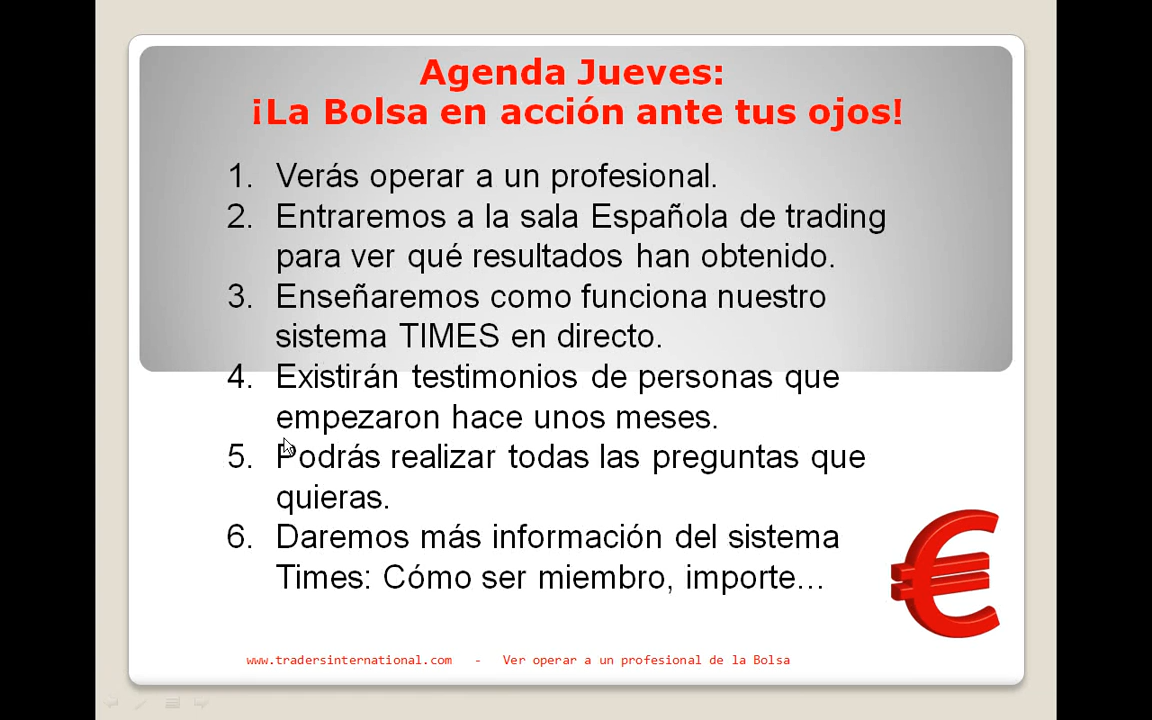 Agenda Jueves:
¡La Bolsa en acción ante tus ojos!
1. Verás operar a un profesional.
2. Entraremos a la sala Española de trading
para ver qué resultados han obtenido.
3. Enseñaremos como funciona nuestro
sistema TIMES en directo.
4. Existirán testimonios de personas que
empezaron hace unos meses.
5. Podrás realizar todas las preguntas que
quieras.
6. Daremos más información del sistema
Times: Cómo ser miembro, importe...
€
www.tradersinternational.com - Ver operar a un profesional de la Bolsa